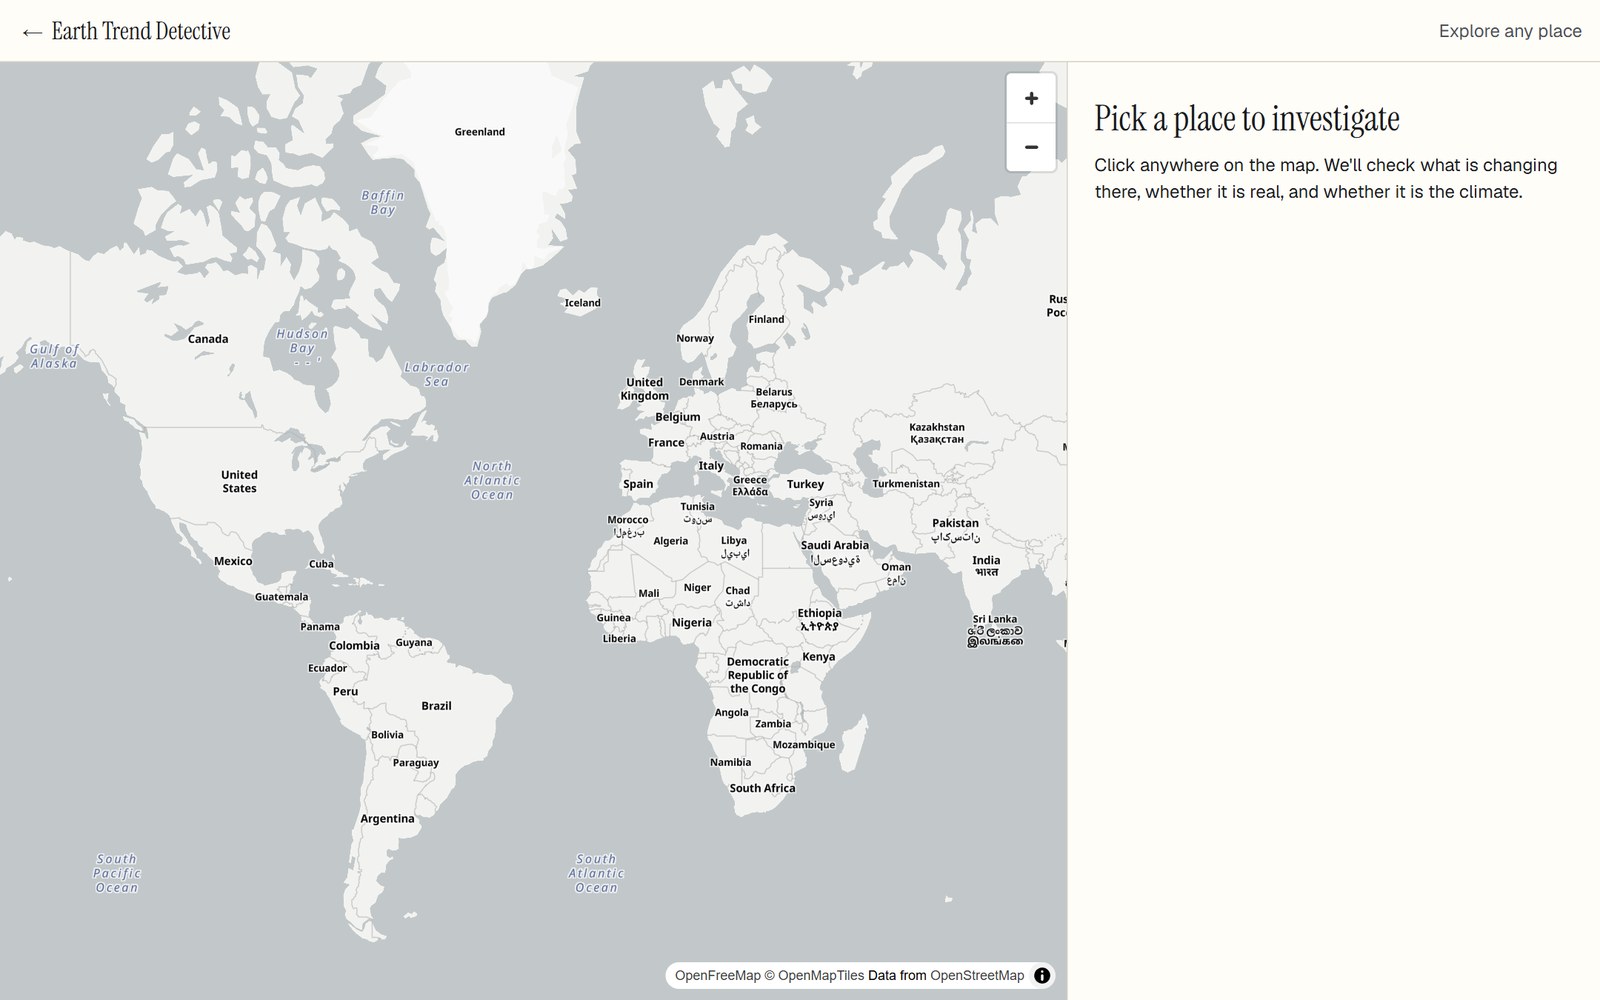 ← Earth Trend Detective
Explore any place
Pick a place to investigate
Click anywhere on the map. We'll check what is changing
there, whether it is real, and whether it is the climate.
+
−
Greenland
Baffin
Bay
Iceland
Canada
Hudson
Bay
Gulf of
Alaska
Labrador
Sea
Finland
Norway
Rus
Рос
United
Kingdom
Denmark
Belarus
Беларусь
Belgium
Kazakhstan
Қазақстан
France
Austria
Romania
United
States
North
Atlantic
Ocean
Italy
Spain
Greece
Ελλάδα
Turkey
Turkmenistan
Tunisia
تونس
Syria
سوريا
Morocco
المغرب
Algeria
Libya
ليبيا
Saudi Arabia
السعودية
Pakistan
پاکستان
Oman
عمان
India
भारत
Mexico
Cuba
Guatemala
Mali
Niger
Chad
تشاد
Panama
Colombia
Guyana
Guinea
Liberia
Nigeria
Ethiopia
ኢትዮጵያ
Sri Lanka
ශ්‍රී ලංකාව
இலங்கை
Ecuador
Peru
Brazil
Democratic
Republic of
the Congo
Kenya
Angola
Zambia
Bolivia
Mozambique
Paraguay
Namibia
South Africa
Argentina
South
Pacific
Ocean
South
Atlantic
Ocean
OpenFreeMap © OpenMapTiles Data from OpenStreetMap